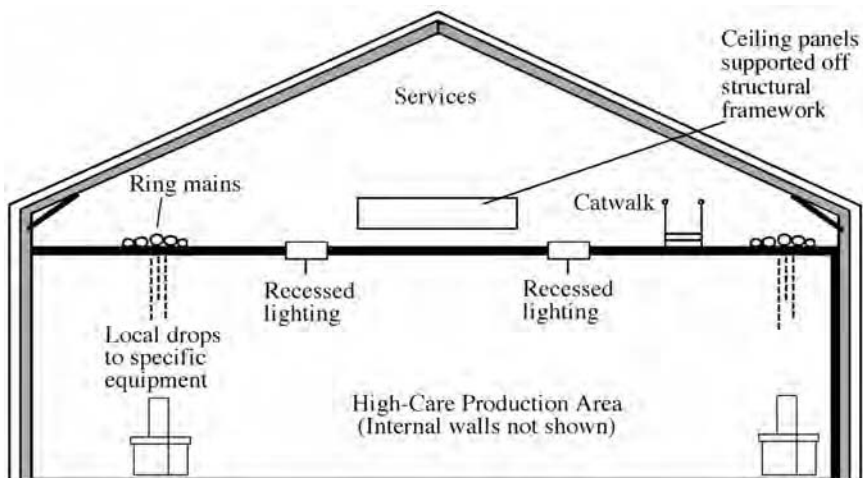 Ceiling panels
supported off
structural
framework
Services
Ring mains
Catwalk
Recessed
lighting
Recessed
lighting
Local drops
to specific
equipment
High-Care Production Area
(Internal walls not shown)